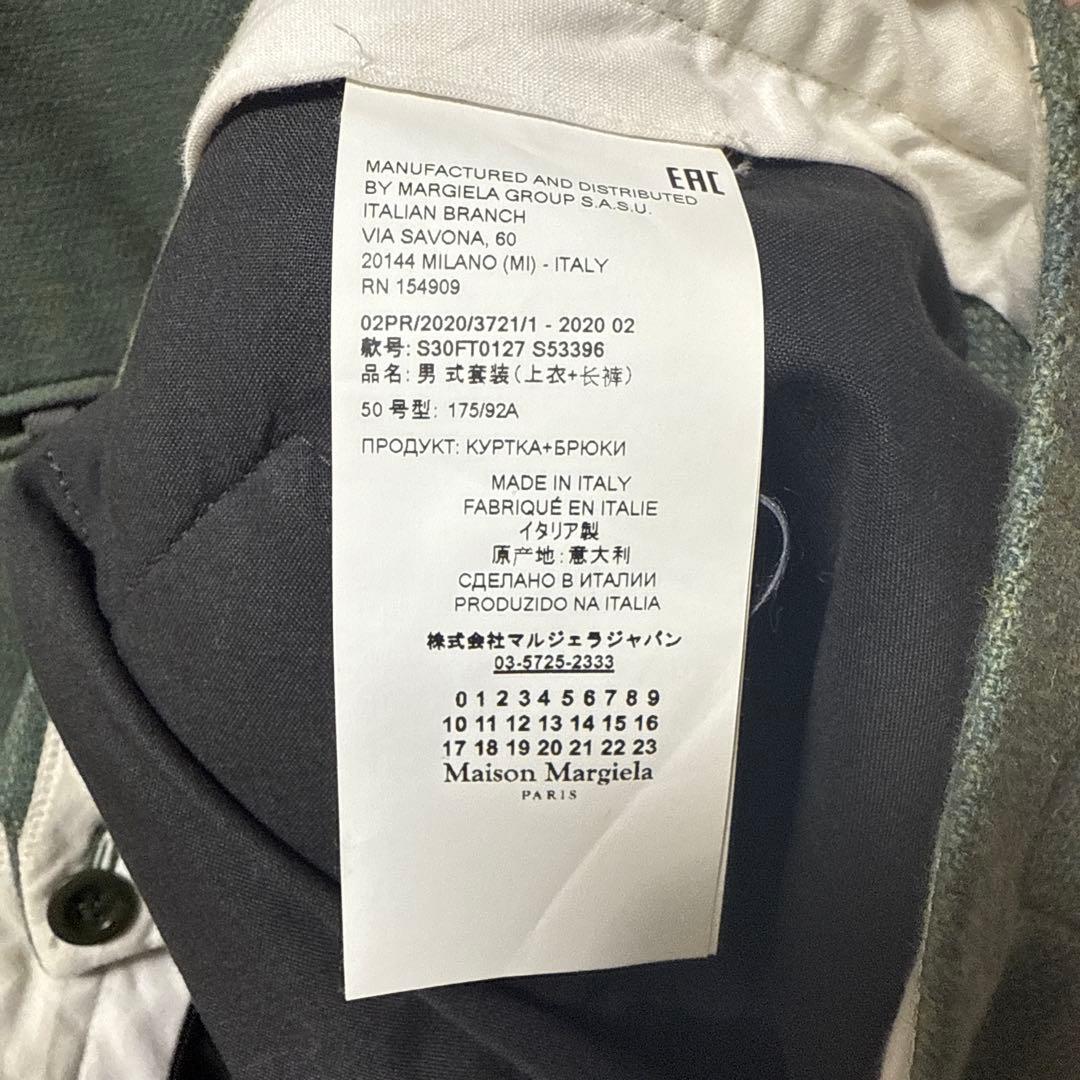 EAC
MANUFACTURED AND DISTRIBUTED
BY MARGIELA GROUP S.A.S.U.
ITALIAN BRANCH
VIA SAVONA, 60
20144 MILANO (MI) - ITALY
RN 154909
02PR/2020/3721/1 - 2020 02
款号: S30FT0127 S53396
品名: 男 式套装(上衣+长裤)
50 号型: 175/92A
ПРОДУКТ: КУРТКА+БРЮКИ
MADE IN ITALY
FABRIQUÉ EN ITALIE
イタリア製
原产地: 意大利
СДЕЛАНО В ИТАЛИИ
PRODUZIDO NA ITALIA
株式会社マルジェラジャパン
03-5725-2333
0 1 2 3 4 5 6 7 8 9
10 11 12 13 14 15 16
17 18 19 20 21 22 23
Maison Margiela
PARIS